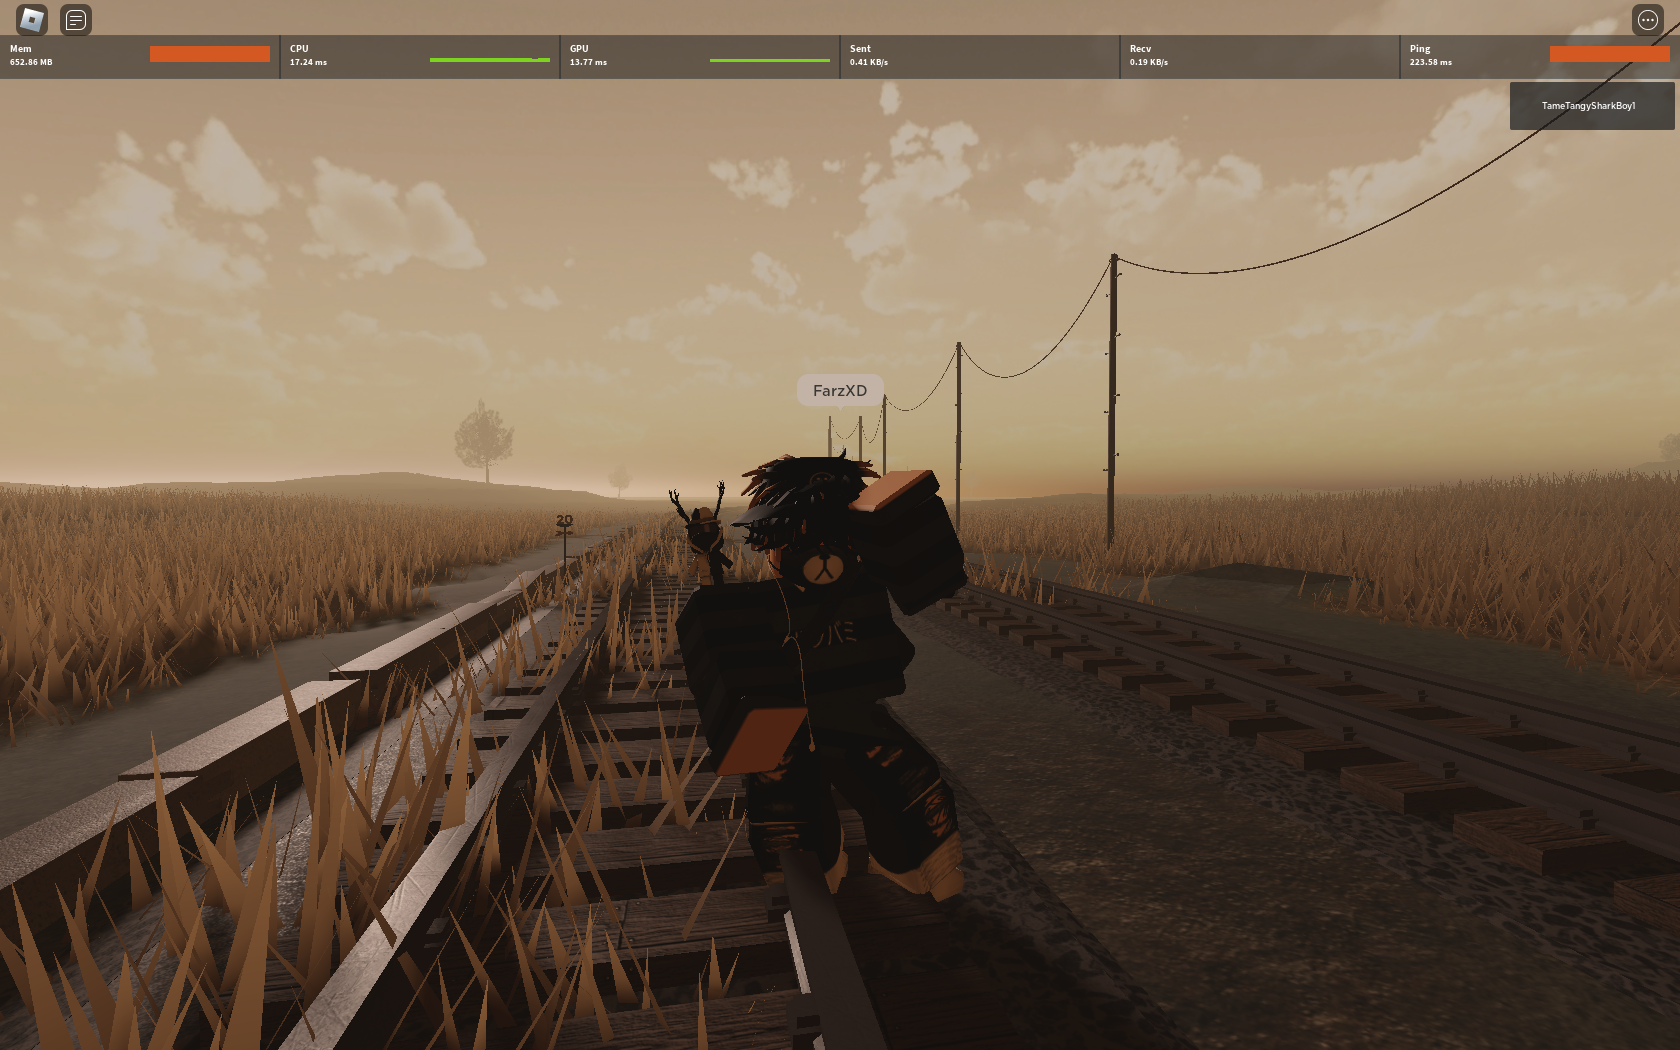 Mem
652.86 MB
CPU
17.24 ms
GPU
13.77 ms
Sent
0.41 KB/s
Recv
0.19 KB/s
Ping
223.58 ms
TameTangySharkBoy1
FarzXD
20